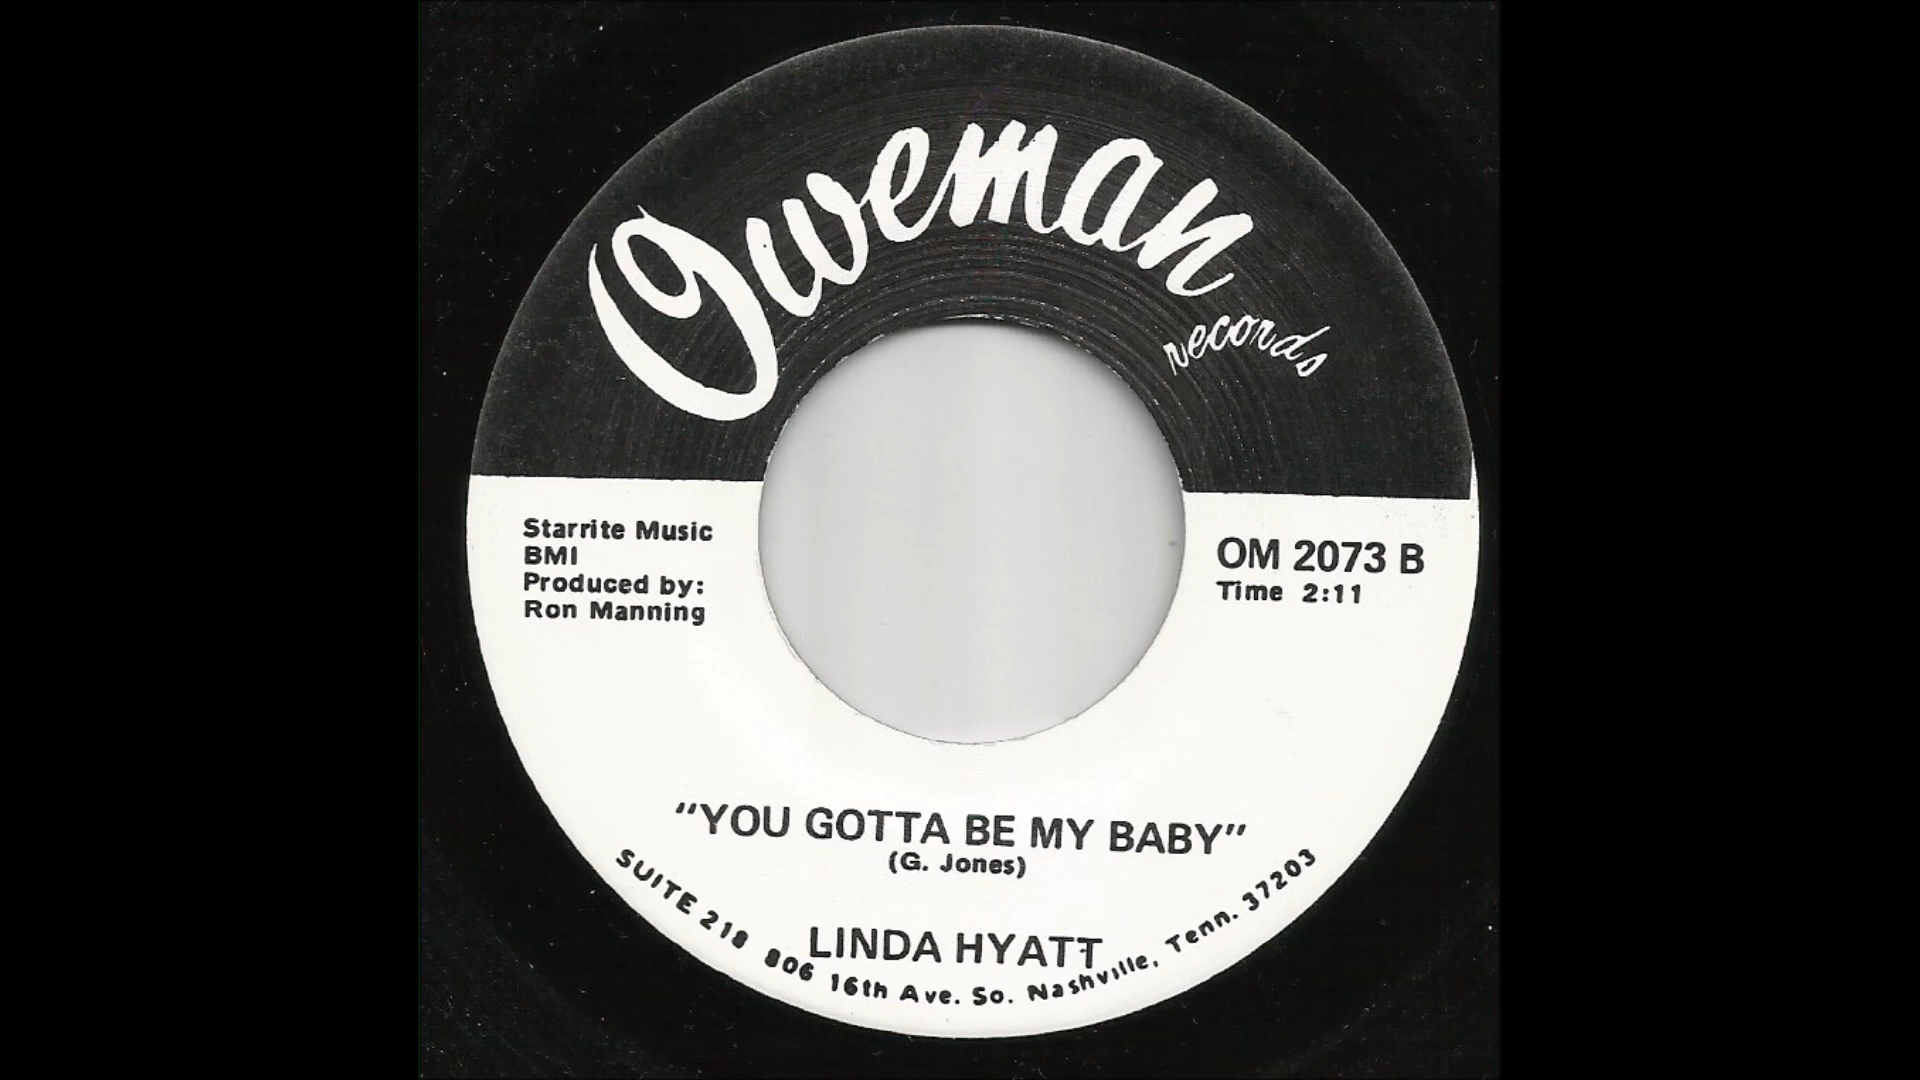 Oweman
records
Starrite Music
BMI
Produced by:
Ron Manning
OM 2073 B
Time 2:11
"YOU GOTTA BE MY BABY"
(G. Jones)
LINDA HYATT
SUITE 218 806 16th Ave. So. Nashville, Tenn. 37203